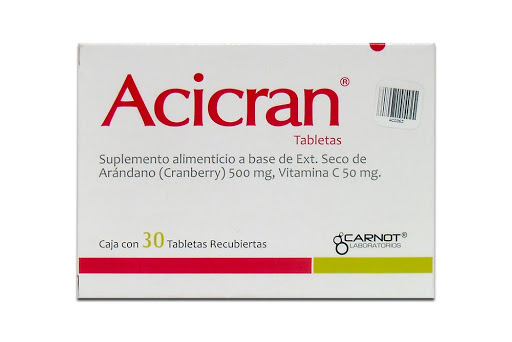 Acicran®
Tabletas
Suplemento alimenticio a base de Ext. Seco de
Arándano (Cranberry) 500 mg, Vitamina C 50 mg.
Caja con 30 Tabletas Recubiertas
CARNOT®
LABORATORIOS